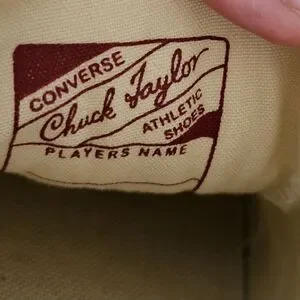 CONVERSE
Chuck Taylor
ATHLETIC
SHOES
PLAYERS NAME